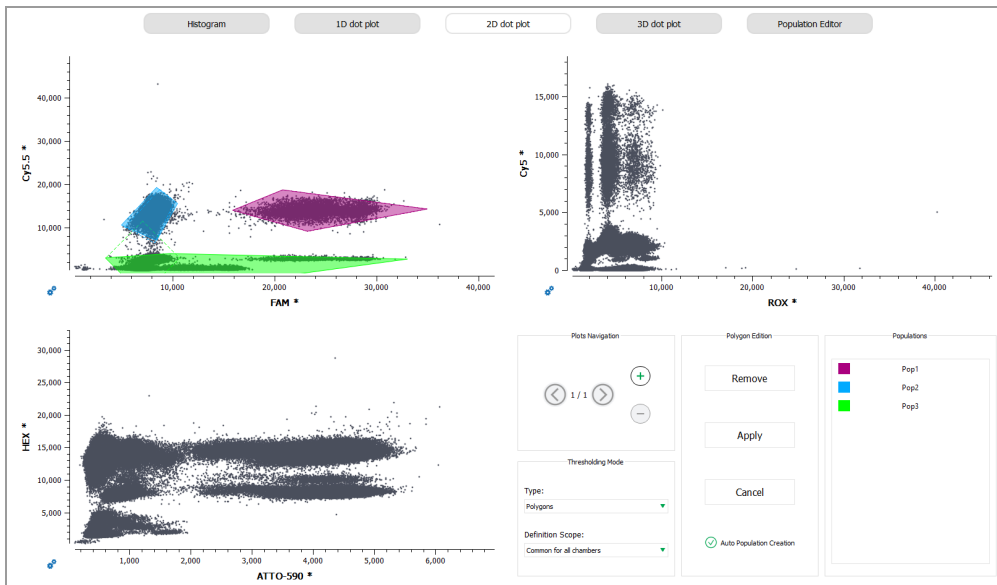 Histogram
1D dot plot
2D dot plot
3D dot plot
Population Editor
Cy5.5 *
40,000
30,000
20,000
10,000
10,000
20,000
30,000
40,000
FAM *
Cy5 *
15,000
10,000
5,000
0
10,000
20,000
30,000
40,000
ROX *
HEX *
30,000
25,000
20,000
15,000
10,000
5,000
1,000
2,000
3,000
4,000
5,000
6,000
ATTO-590 *
Plots Navigation
1 / 1
Thresholding Mode
Type:
Polygons
Definition Scope:
Common for all chambers
Polygon Edition
Remove
Apply
Cancel
Auto Population Creation
Populations
Pop1
Pop2
Pop3